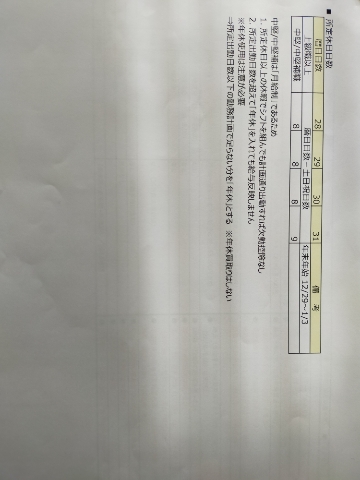 ■ 所定休日日数
暦日日数 28 29 30 31 備 考
上級職以上 暦日日数－土日祝日数 年末年始 12/29～1/3
中堅/中堅補職 8 8 8 9
中堅/中堅補は「月給制」であるため
1. 所定休日以上の休暇でシフトを組んでも計画通り出勤すれば欠勤控除なし
2. 所定出勤日数を超えて「年休」を入れても給与反映しません
※年休使用は注意が必要
⇒所定出勤日数以下の勤務計画で足らない分を「年休」とする ※年休買取りはしない